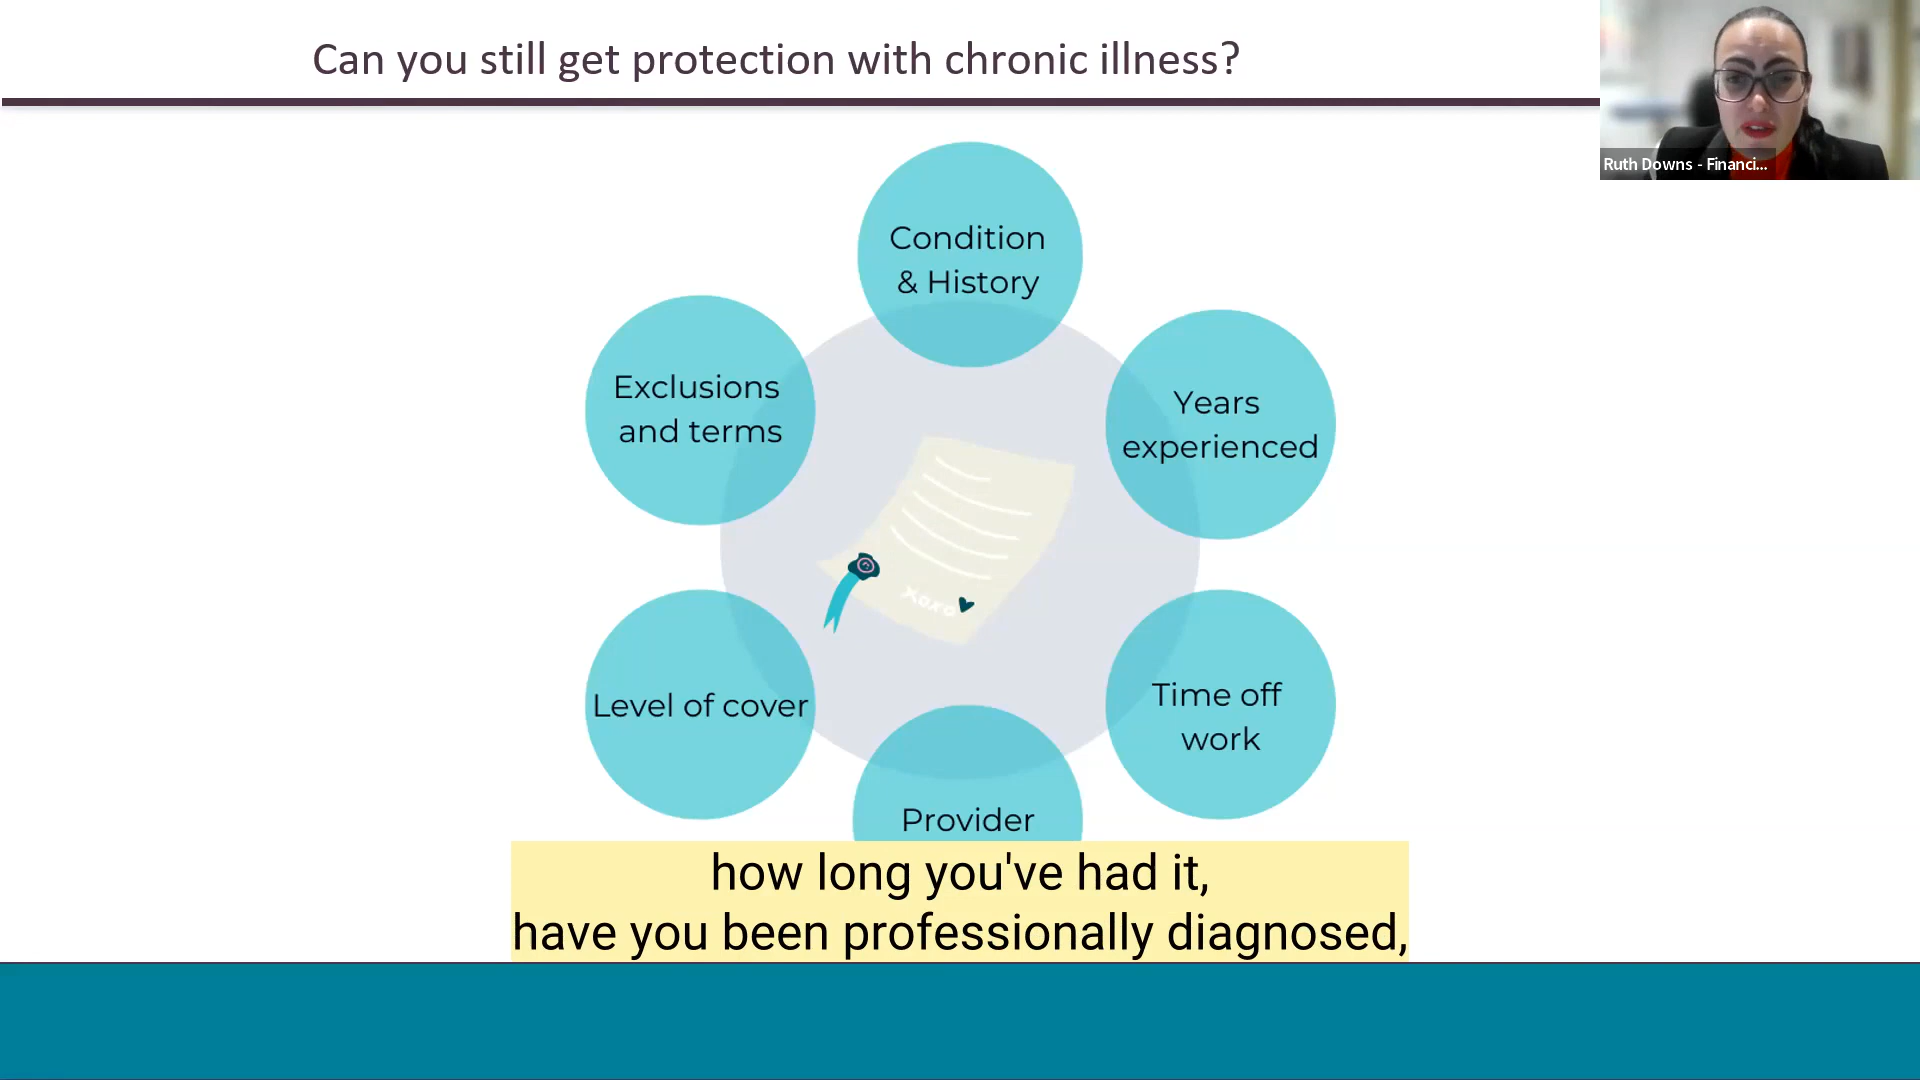 Can you still get protection with chronic illness?
Ruth Downs - Financi...
Condition
& History
Exclusions
and terms
Years
experienced
xoxo
Level of cover
Time off
work
Provider
how long you've had it,
have you been professionally diagnosed,